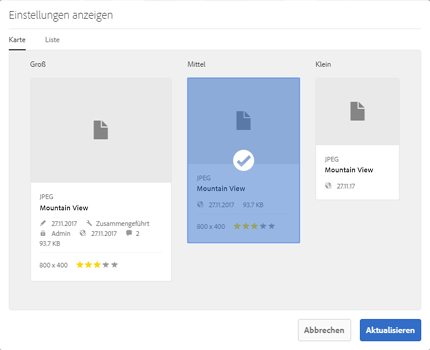 Einstellungen anzeigen
Karte Liste
Groß
JPEG
Mountain View
27.11.2017 Zusammengeführt
Admin 27.11.2017 2
93.7 KB
800 x 400
Mittel
JPEG
Mountain View
27.11.2017 93.7 KB
800 x 400
Klein
JPEG
Mountain View
27.11.17
Abbrechen Aktualisieren